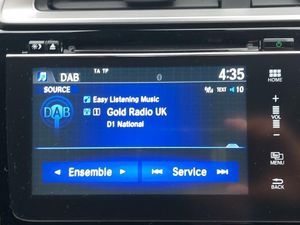 DAB
TA TP
4:35
SOURCE
TEXT 10
Easy Listening Music
DAB
Gold Radio UK
D1 National
Ensemble
Service
HOME
+
VOL
−
MENU
BACK